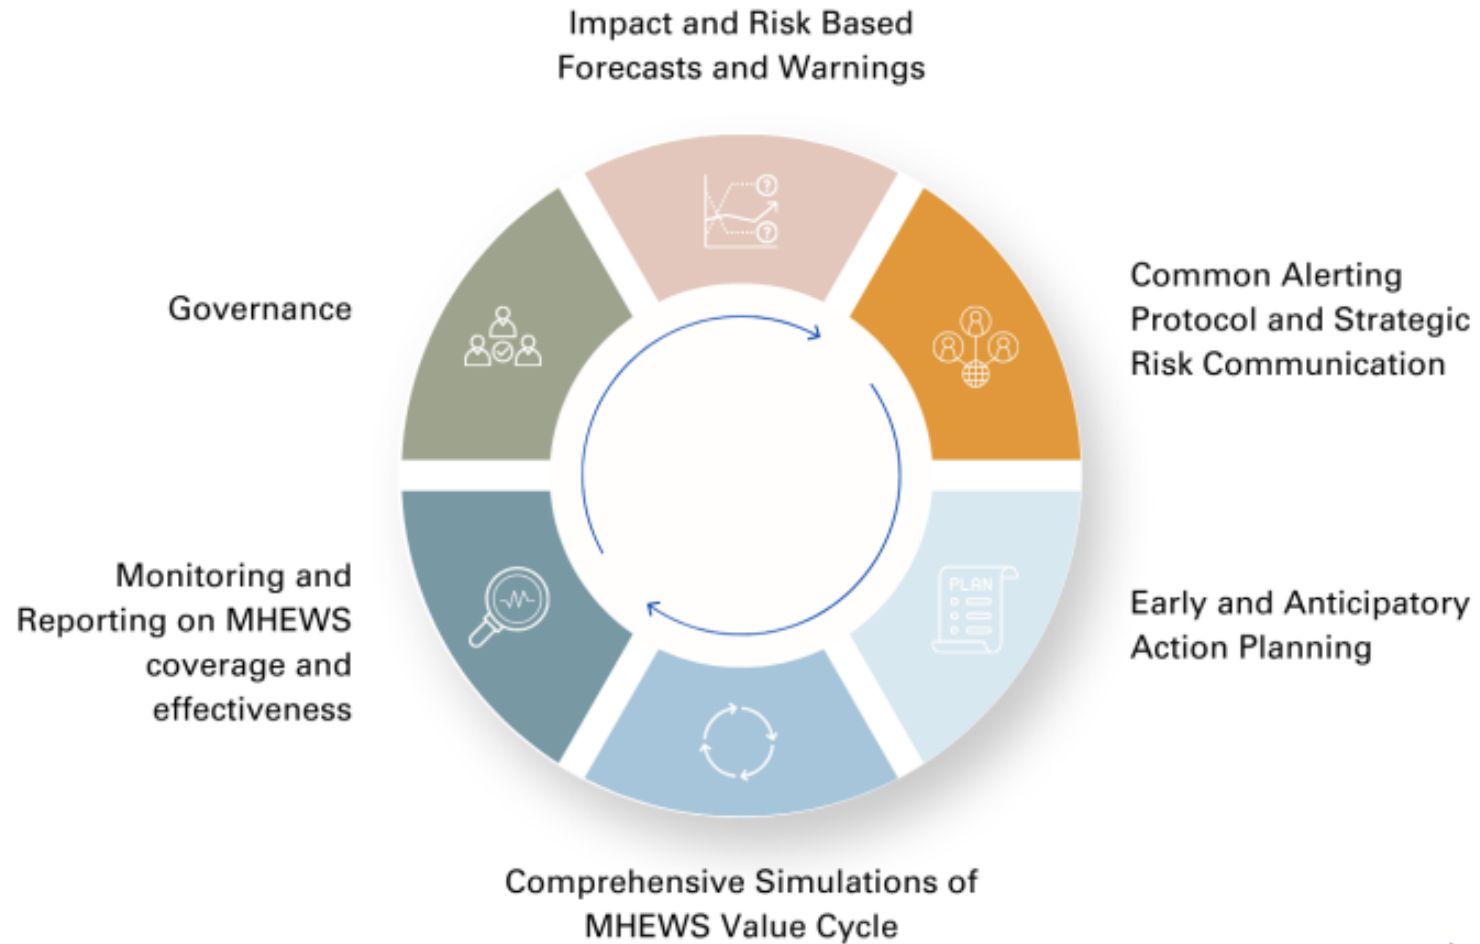 Impact and Risk Based
Forecasts and Warnings
Common Alerting
Protocol and Strategic
Risk Communication
Early and Anticipatory
Action Planning
Comprehensive Simulations of
MHEWS Value Cycle
Monitoring and
Reporting on MHEWS
coverage and
effectiveness
Governance
?
?
PLAN